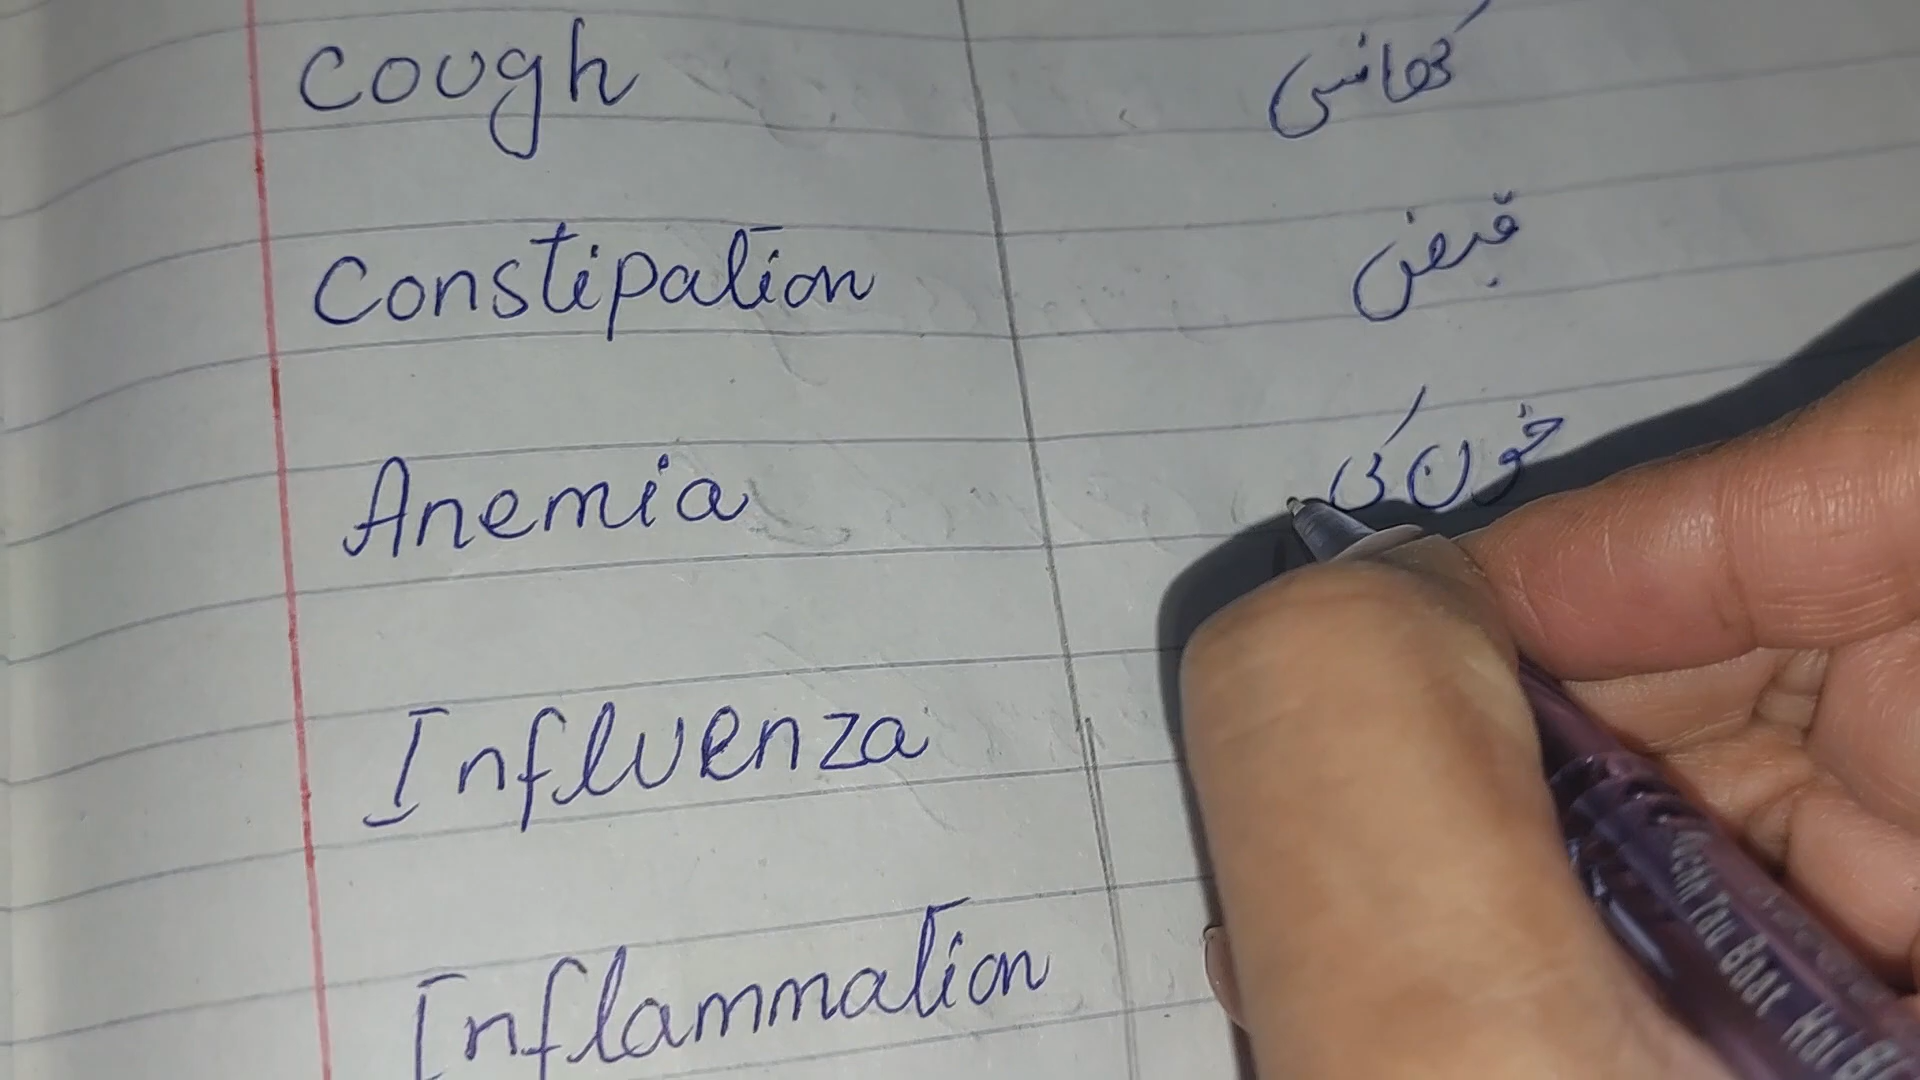 Cough کھانسی
Constipation قبض
Anemia خون کی
Influenza
Inflammation